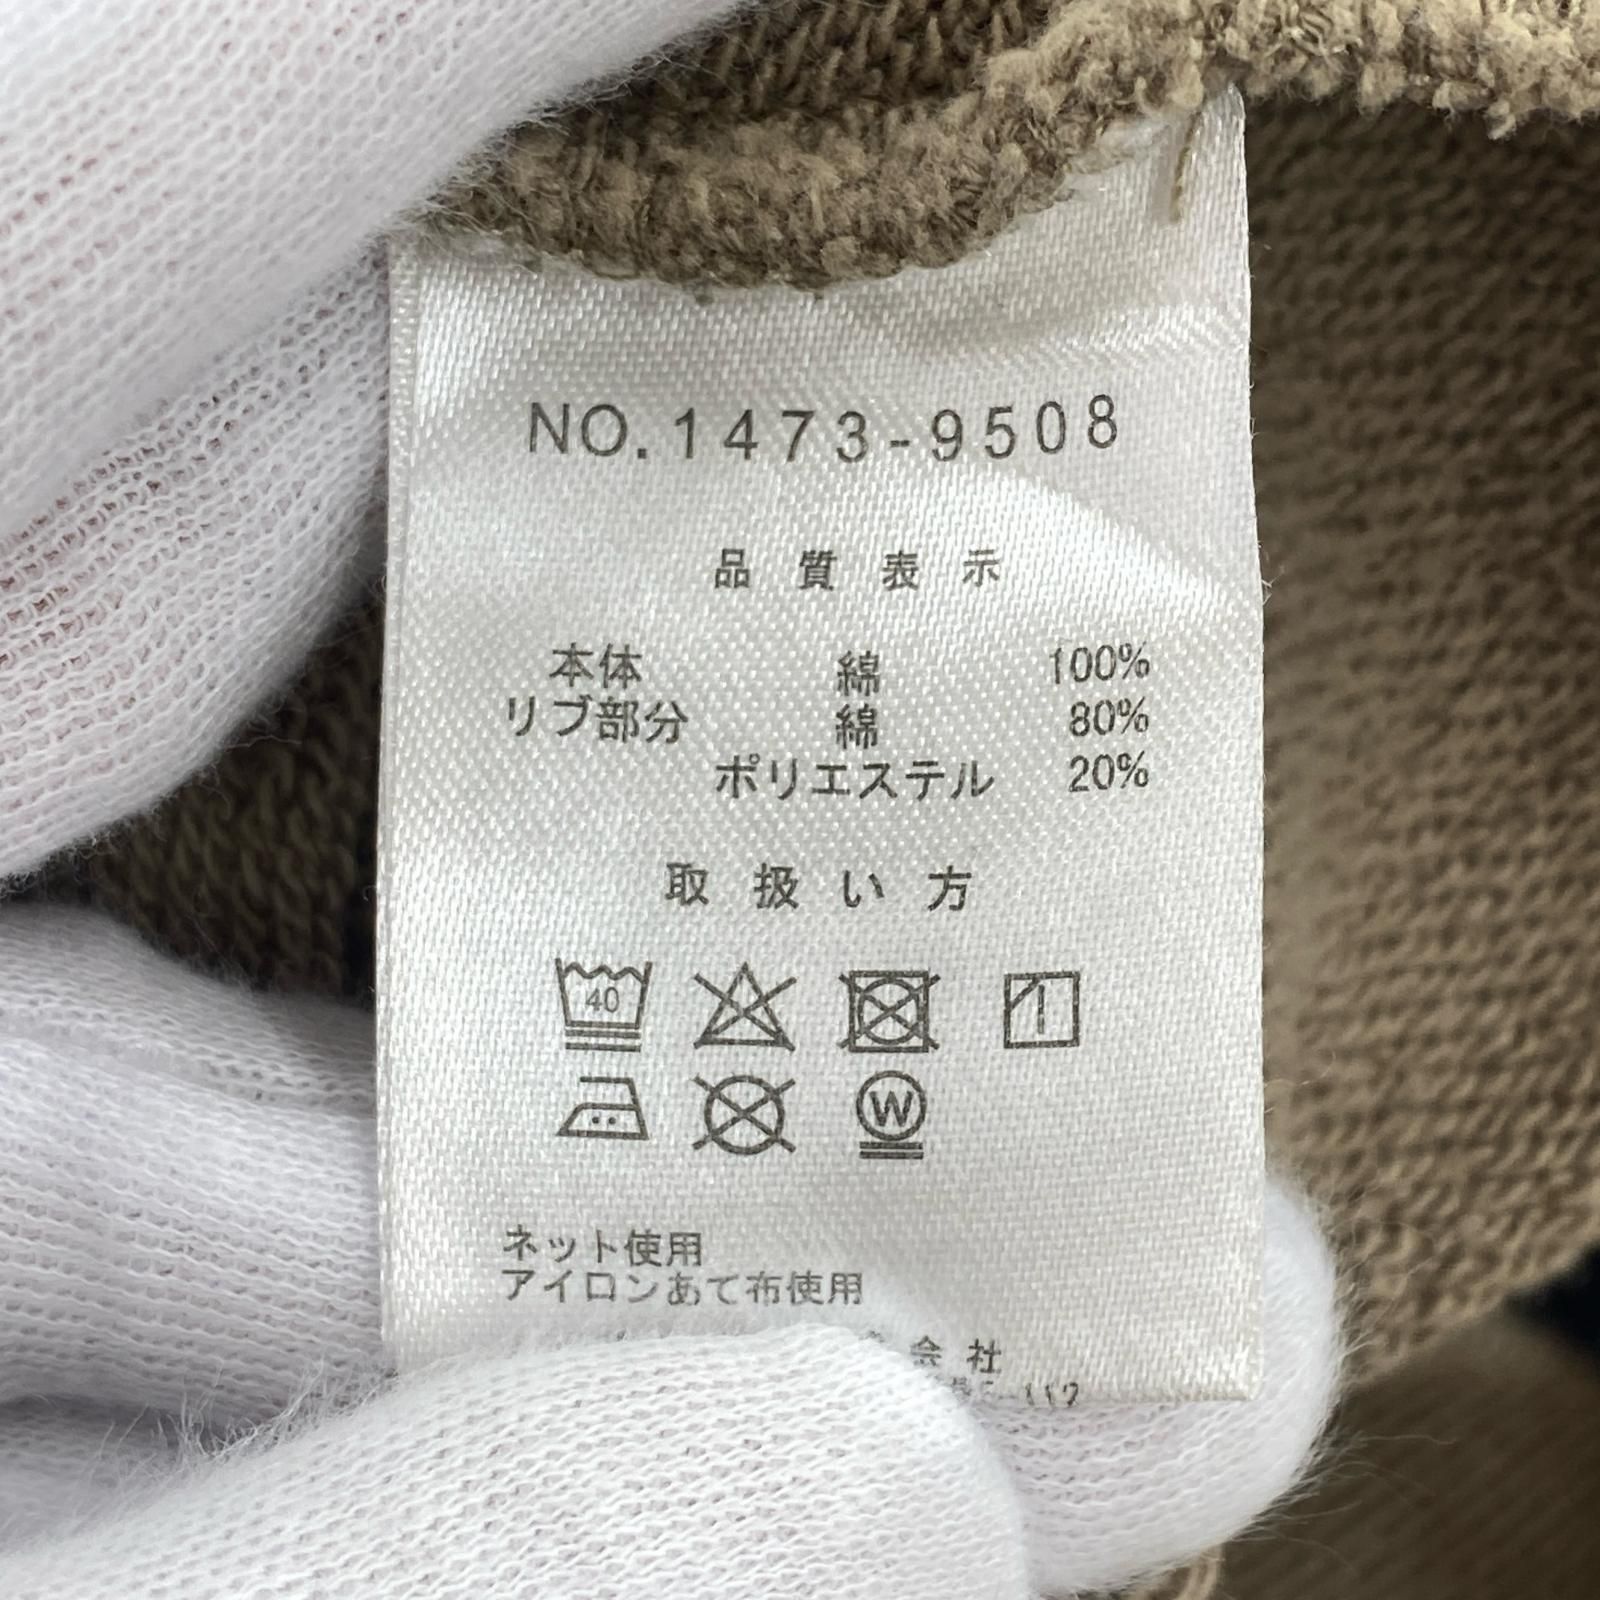 NO.1473-9508
品質表示
本体 綿 100%
リブ部分 綿 80%
ポリエステル 20%
取扱い方
40
W
ネット使用
アイロンあて布使用
会社